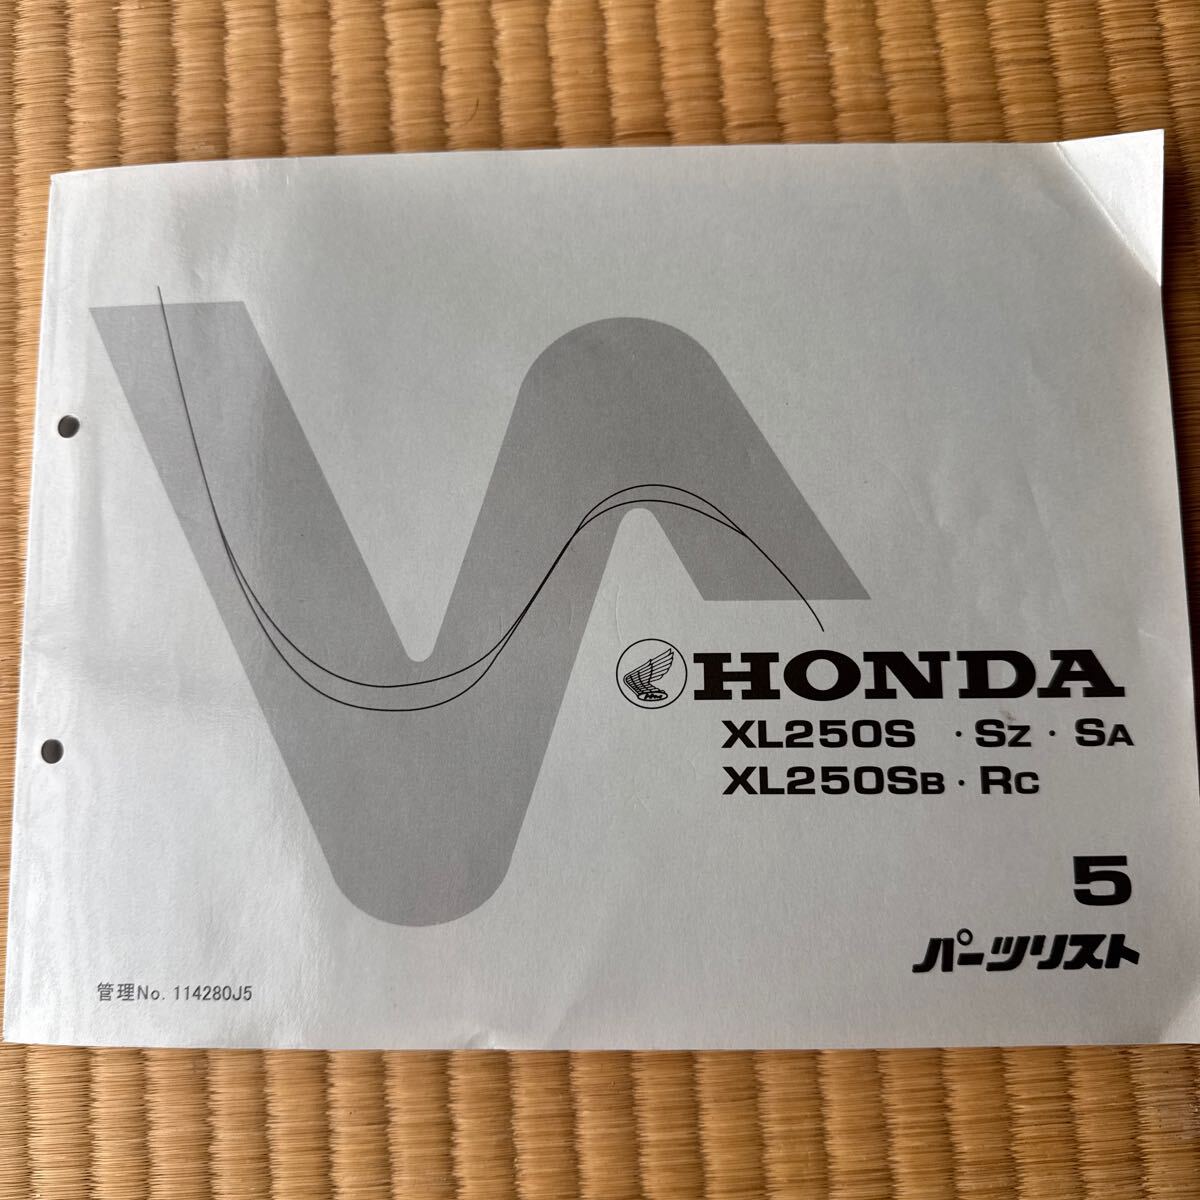 HONDA
XL250S ・SZ・SA
XL250SB・RC
5
パーツリスト
管理No. 114280J5